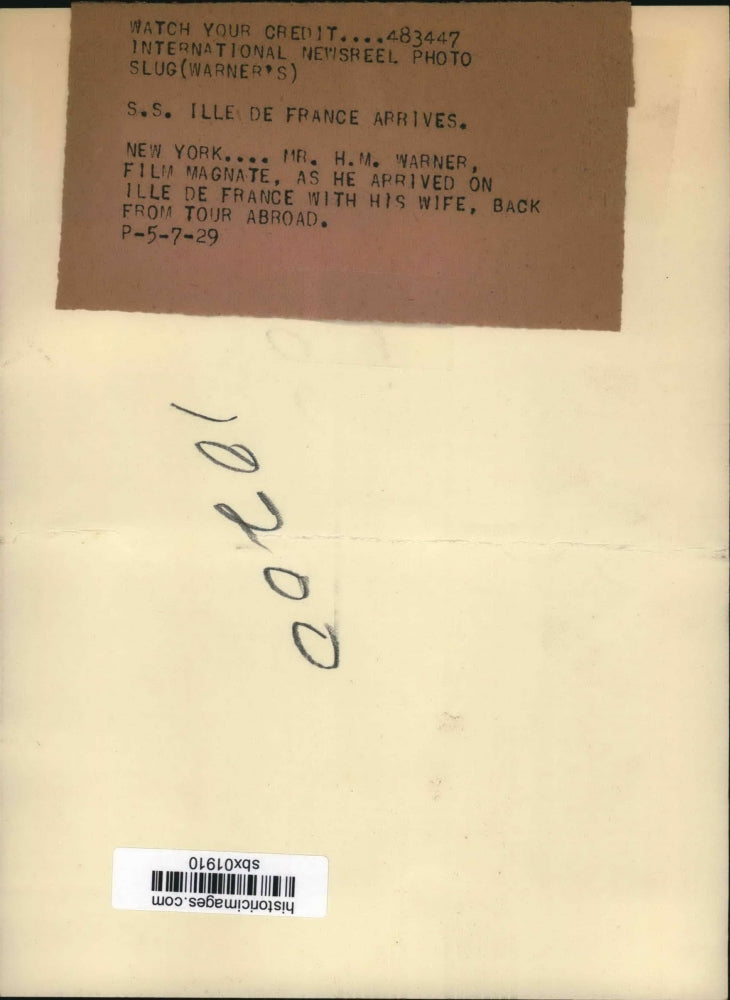 WATCH YOUR CREDIT....483447
INTERNATIONAL NEWSREEL PHOTO
SLUG(WARNER'S)
S.S. ILLE DE FRANCE ARRIVES.
NEW YORK.... MR. H.M. WARNER,
FILM MAGNATE, AS HE ARRIVED ON
ILLE DE FRANCE WITH HIS WIFE, BACK
FROM TOUR ABROAD.
P-5-7-29
historicimages.com
sbx01910